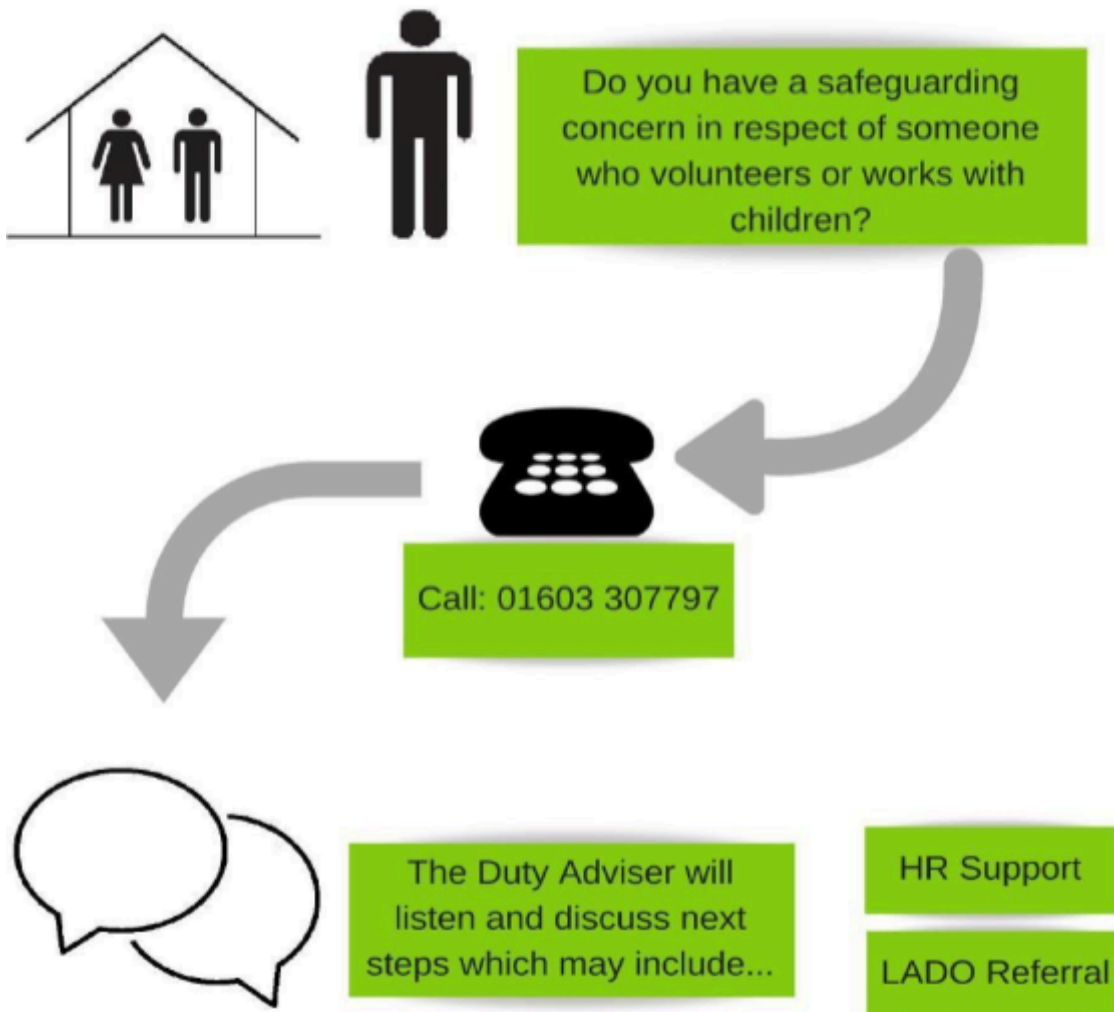 Do you have a safeguarding
concern in respect of someone
who volunteers or works with
children?
Call: 01603 307797
The Duty Adviser will
listen and discuss next
steps which may include...
HR Support
LADO Referral